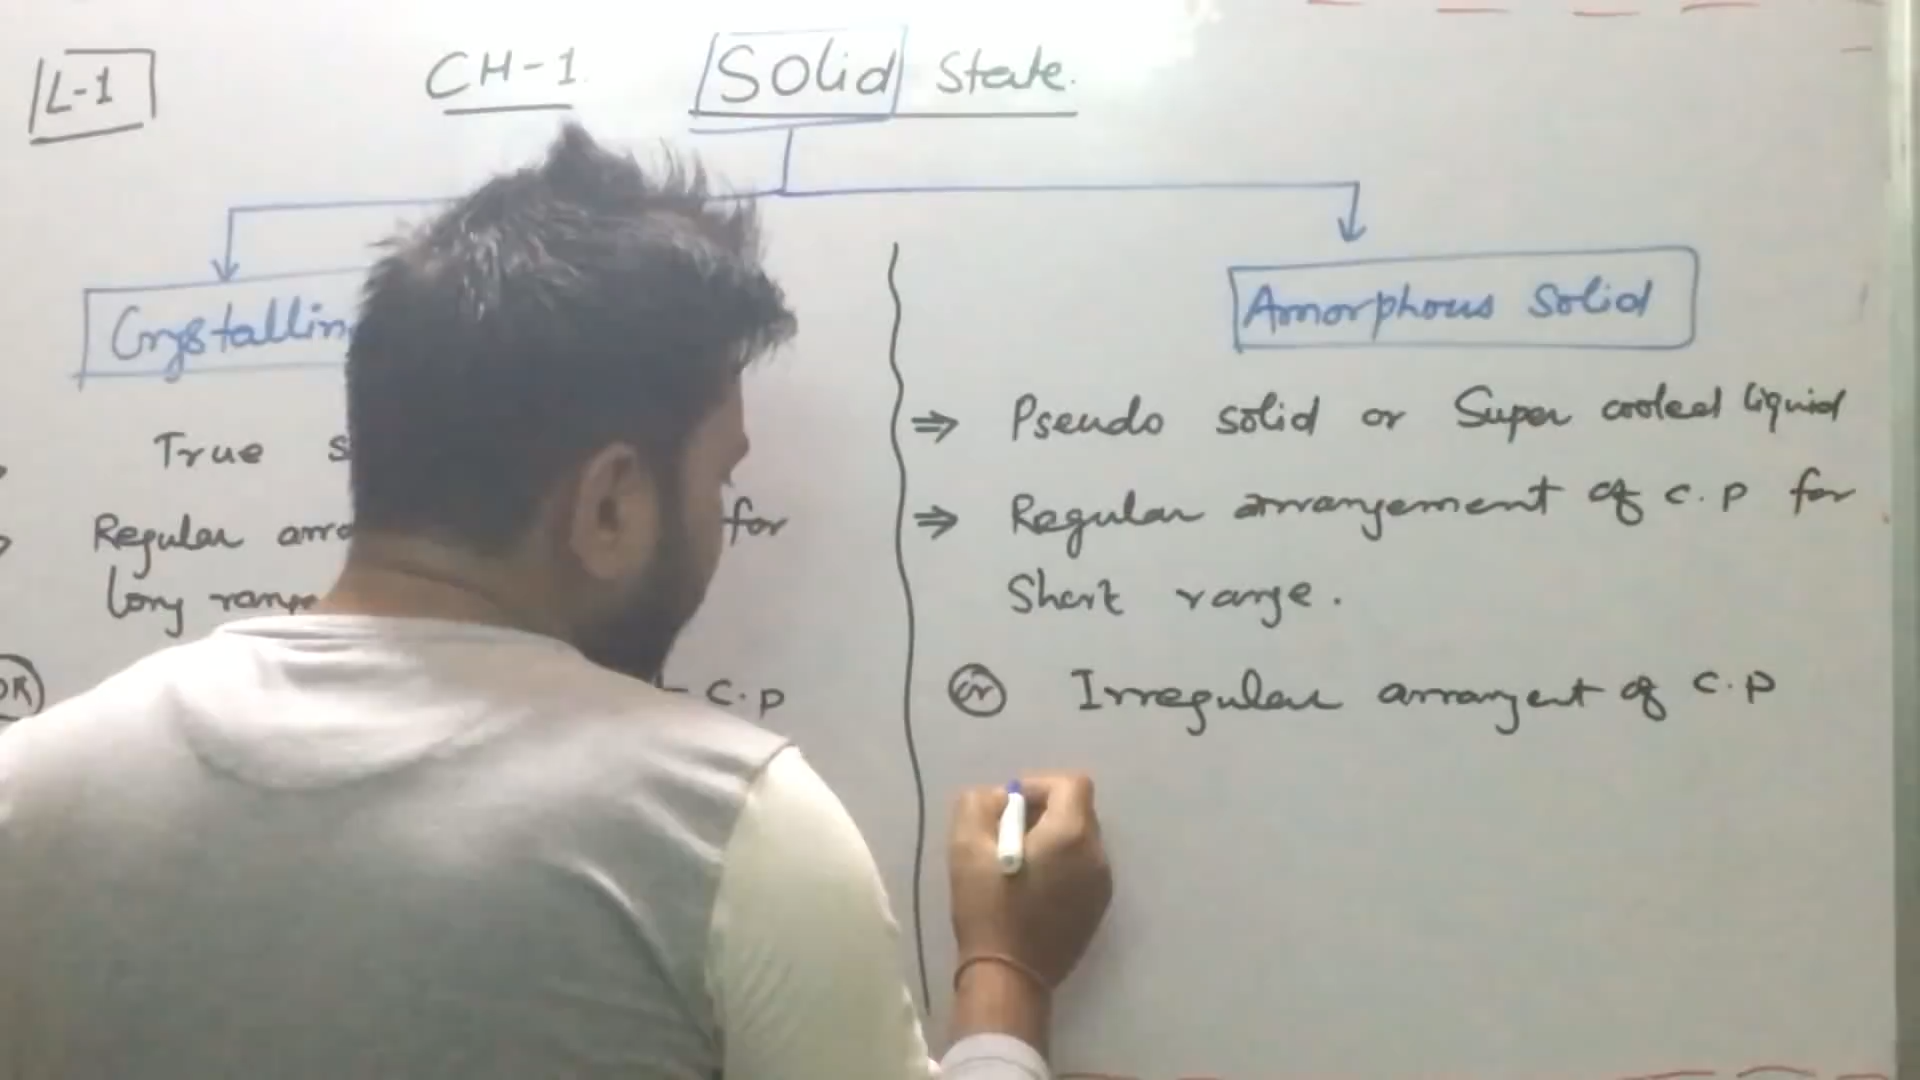 L-1
CH-1. Solid State.
Crystallin
Amorphous Solid
True s
Regular arra for
long range
OR C.P
⇒ Pseudo solid or Super cooled liquid
⇒ Regular arrangement of C.P for
Short range.
or Irregular arrangent of C.P